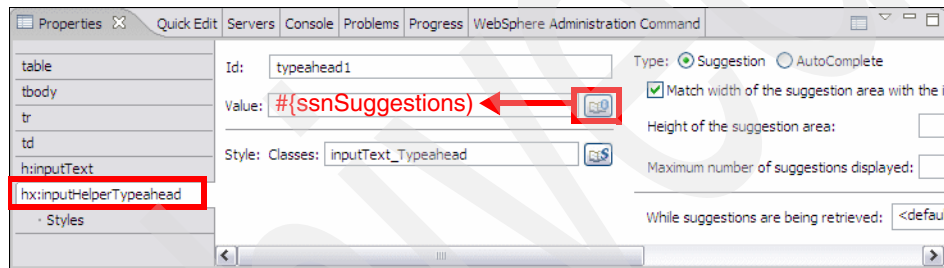 Properties Quick Edit Servers Console Problems Progress WebSphere Administration Command
table
tbody
tr
td
h:inputText
hx:inputHelperTypeahead
· Styles
Id: typeahead1
Value: #{ssnSuggestions)
Style: Classes: inputText_Typeahead
Type: Suggestion AutoComplete
Match width of the suggestion area with the i
Height of the suggestion area:
Maximum number of suggestions displayed:
While suggestions are being retrieved: <defau